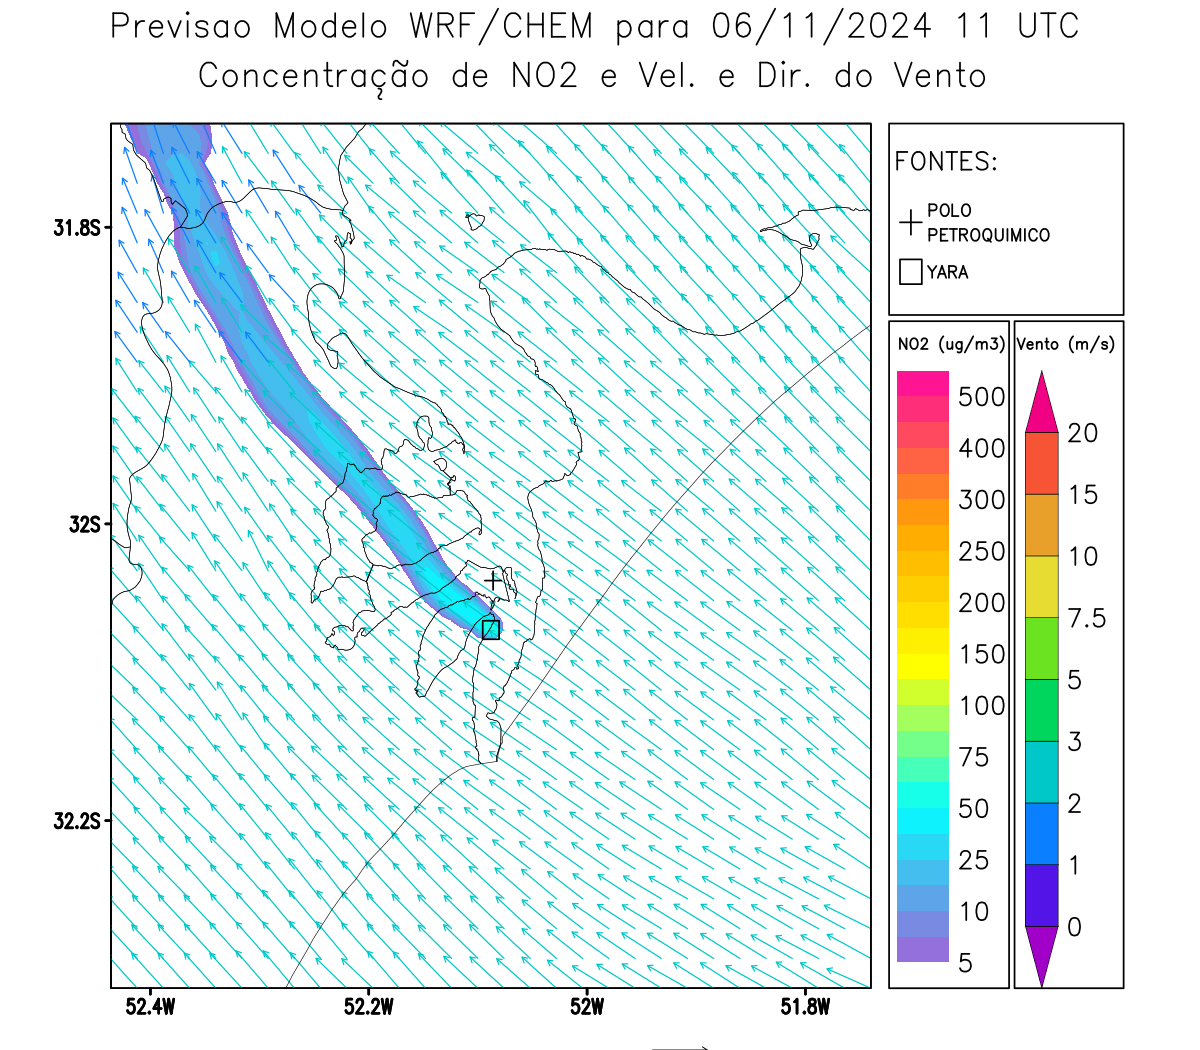 Previsao Modelo WRF/CHEM para 06/11/2024 11 UTC
Concentração de NO2 e Vel. e Dir. do Vento
FONTES:
POLO
PETROQUIMICO
YARA
NO2 (ug/m3)
500
400
300
250
200
150
100
75
50
25
10
5
Vento (m/s)
20
15
10
7.5
5
3
2
1
0
31.8S
32S
32.2S
52.4W
52.2W
52W
51.8W